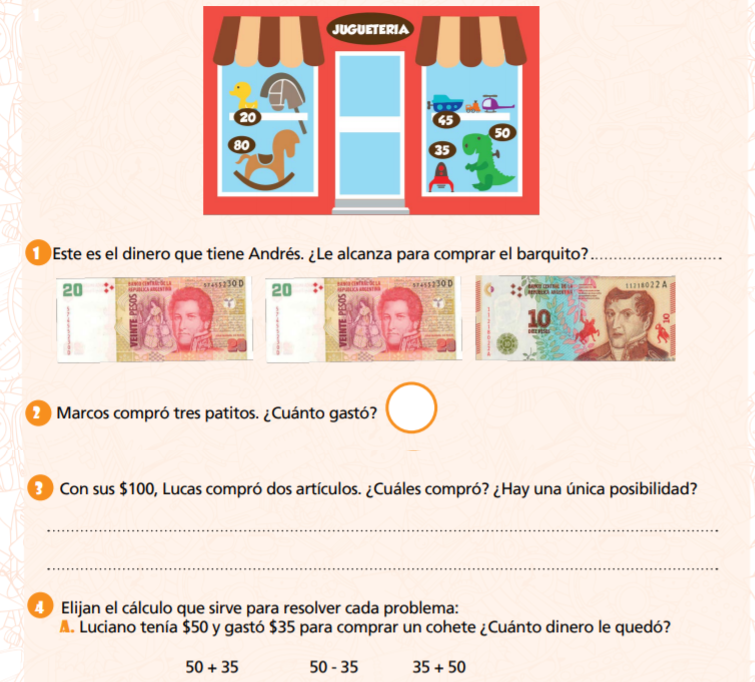 1
JUGUETERIA
20
80
45
50
35
1 Este es el dinero que tiene Andrés. ¿Le alcanza para comprar el barquito?
20 BANCO CENTRAL DE LA REPÚBLICA ARGENTINA D VEINTE PESOS 20
20 BANCO CENTRAL DE LA REPÚBLICA ARGENTINA D VEINTE PESOS 20
BANCO CENTRAL DE LA REPÚBLICA ARGENTINA A 10 DIEZ PESOS 10
2 Marcos compró tres patitos. ¿Cuánto gastó?
3 Con sus $100, Lucas compró dos artículos. ¿Cuáles compró? ¿Hay una única posibilidad?
4 Elijan el cálculo que sirve para resolver cada problema:
A. Luciano tenía $50 y gastó $35 para comprar un cohete ¿Cuánto dinero le quedó?
50 + 35 50 - 35 35 + 50